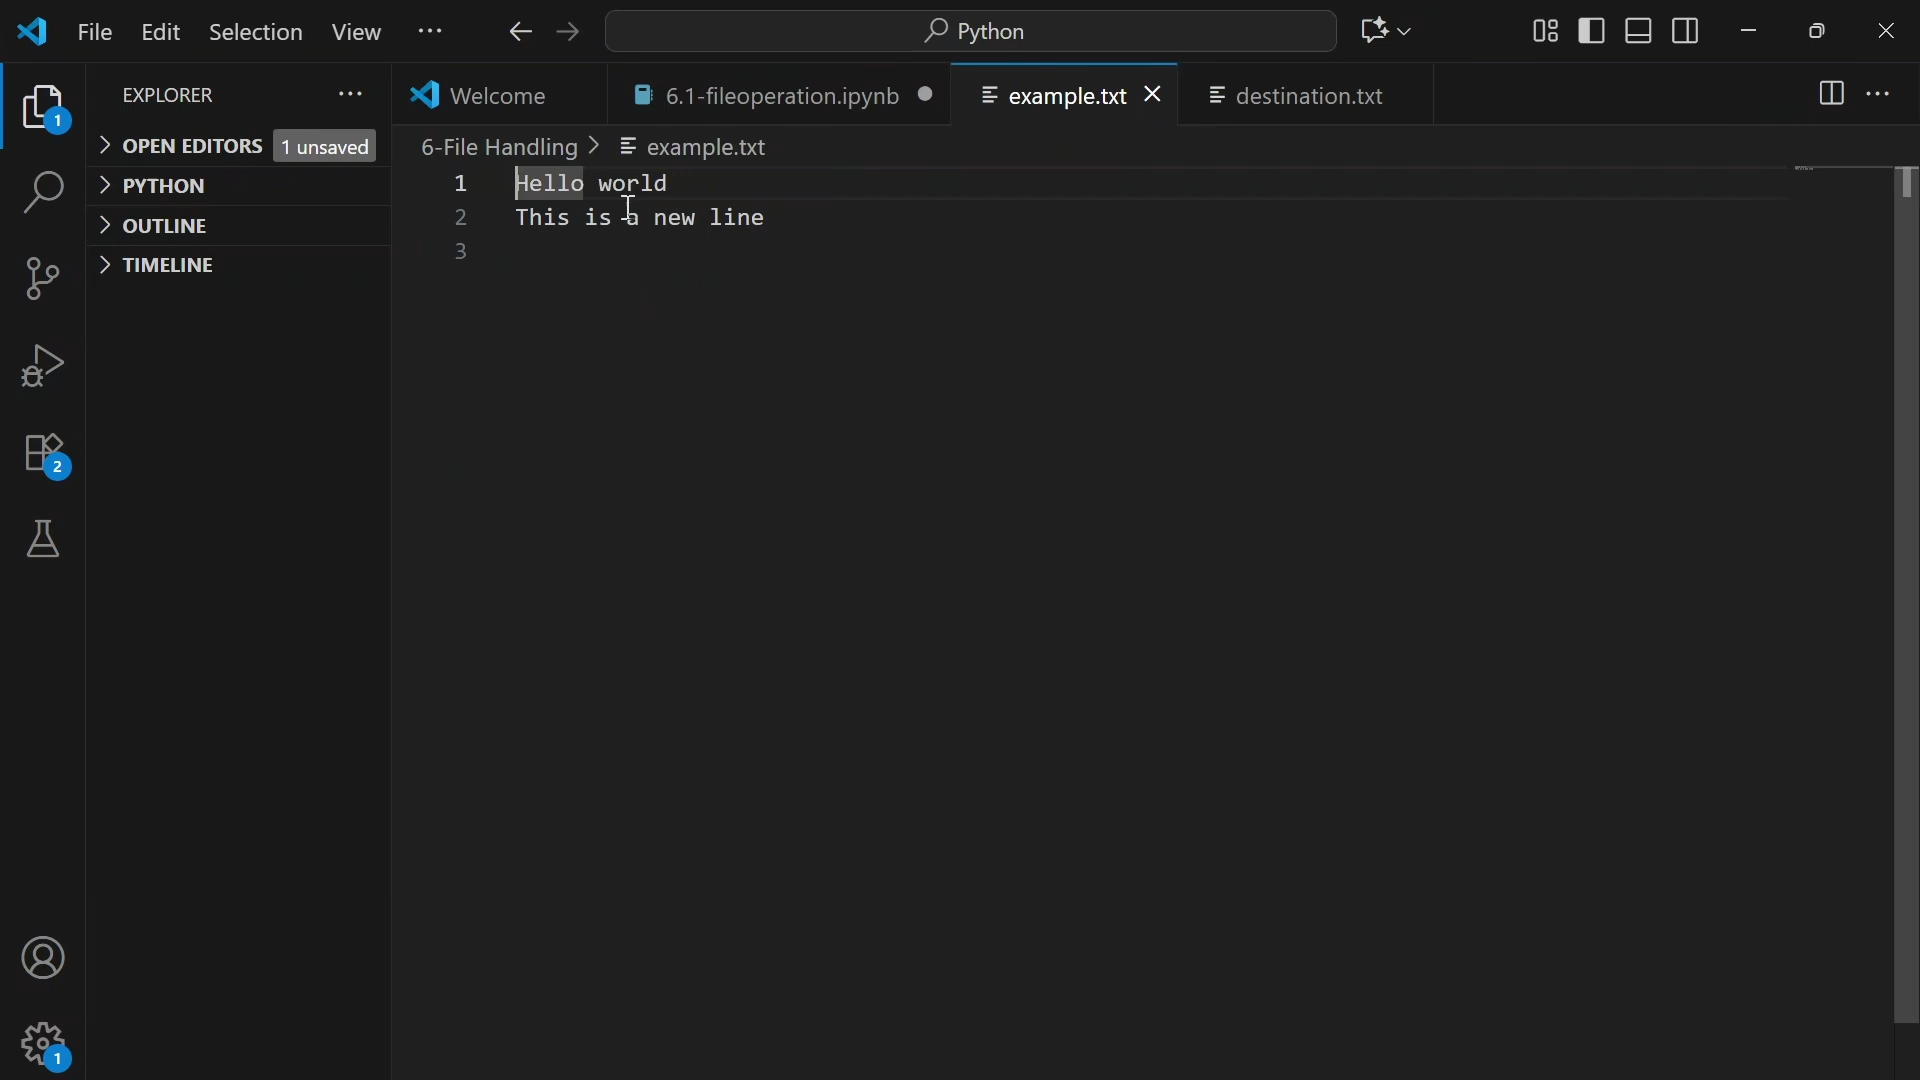 File Edit Selection View ··· Python
EXPLORER ···
Welcome 6.1-fileoperation.ipynb example.txt destination.txt ···
OPEN EDITORS 1 unsaved
PYTHON
OUTLINE
TIMELINE
6-File Handling > example.txt
1 Hello world
2 This is a new line
3
1
2
1